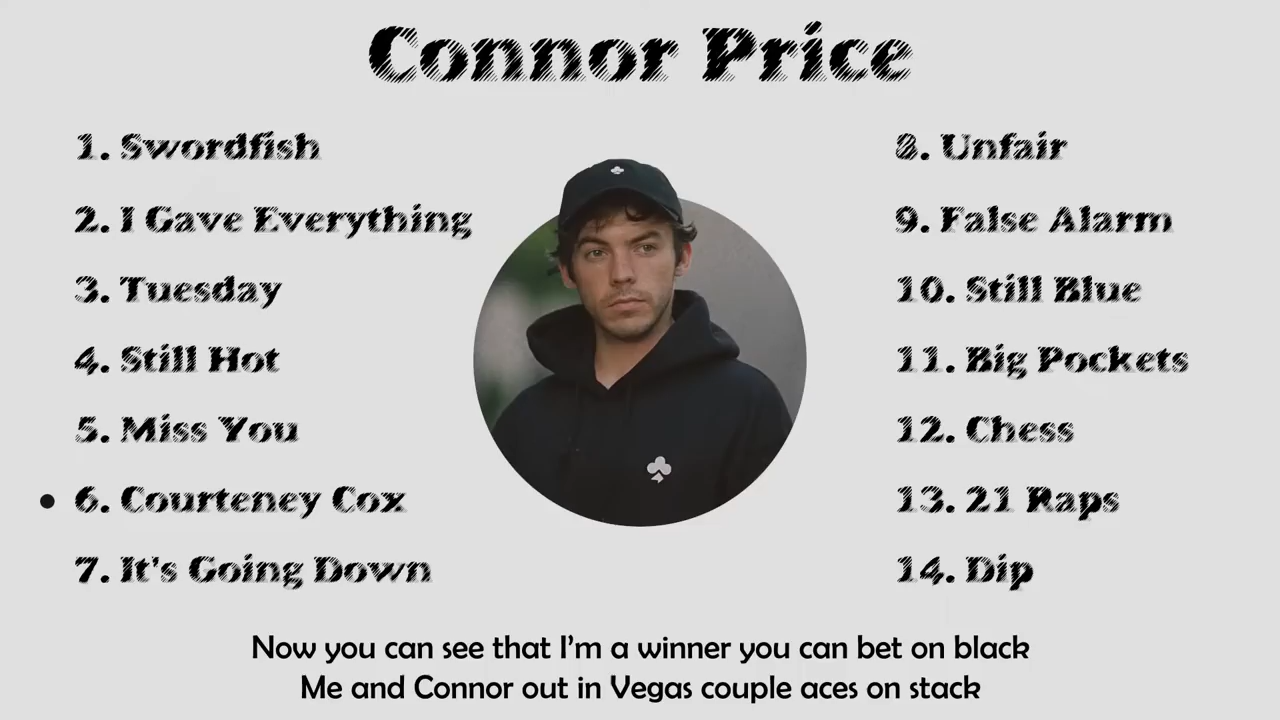 Connor Price
1. Swordfish
2. I Gave Everything
3. Tuesday
4. Still Hot
5. Miss You
6. Courteney Cox
7. It's Going Down
8. Unfair
9. False Alarm
10. Still Blue
11. Big Pockets
12. Chess
13. 21 Raps
14. Dip
Now you can see that I'm a winner you can bet on black
Me and Connor out in Vegas couple aces on stack